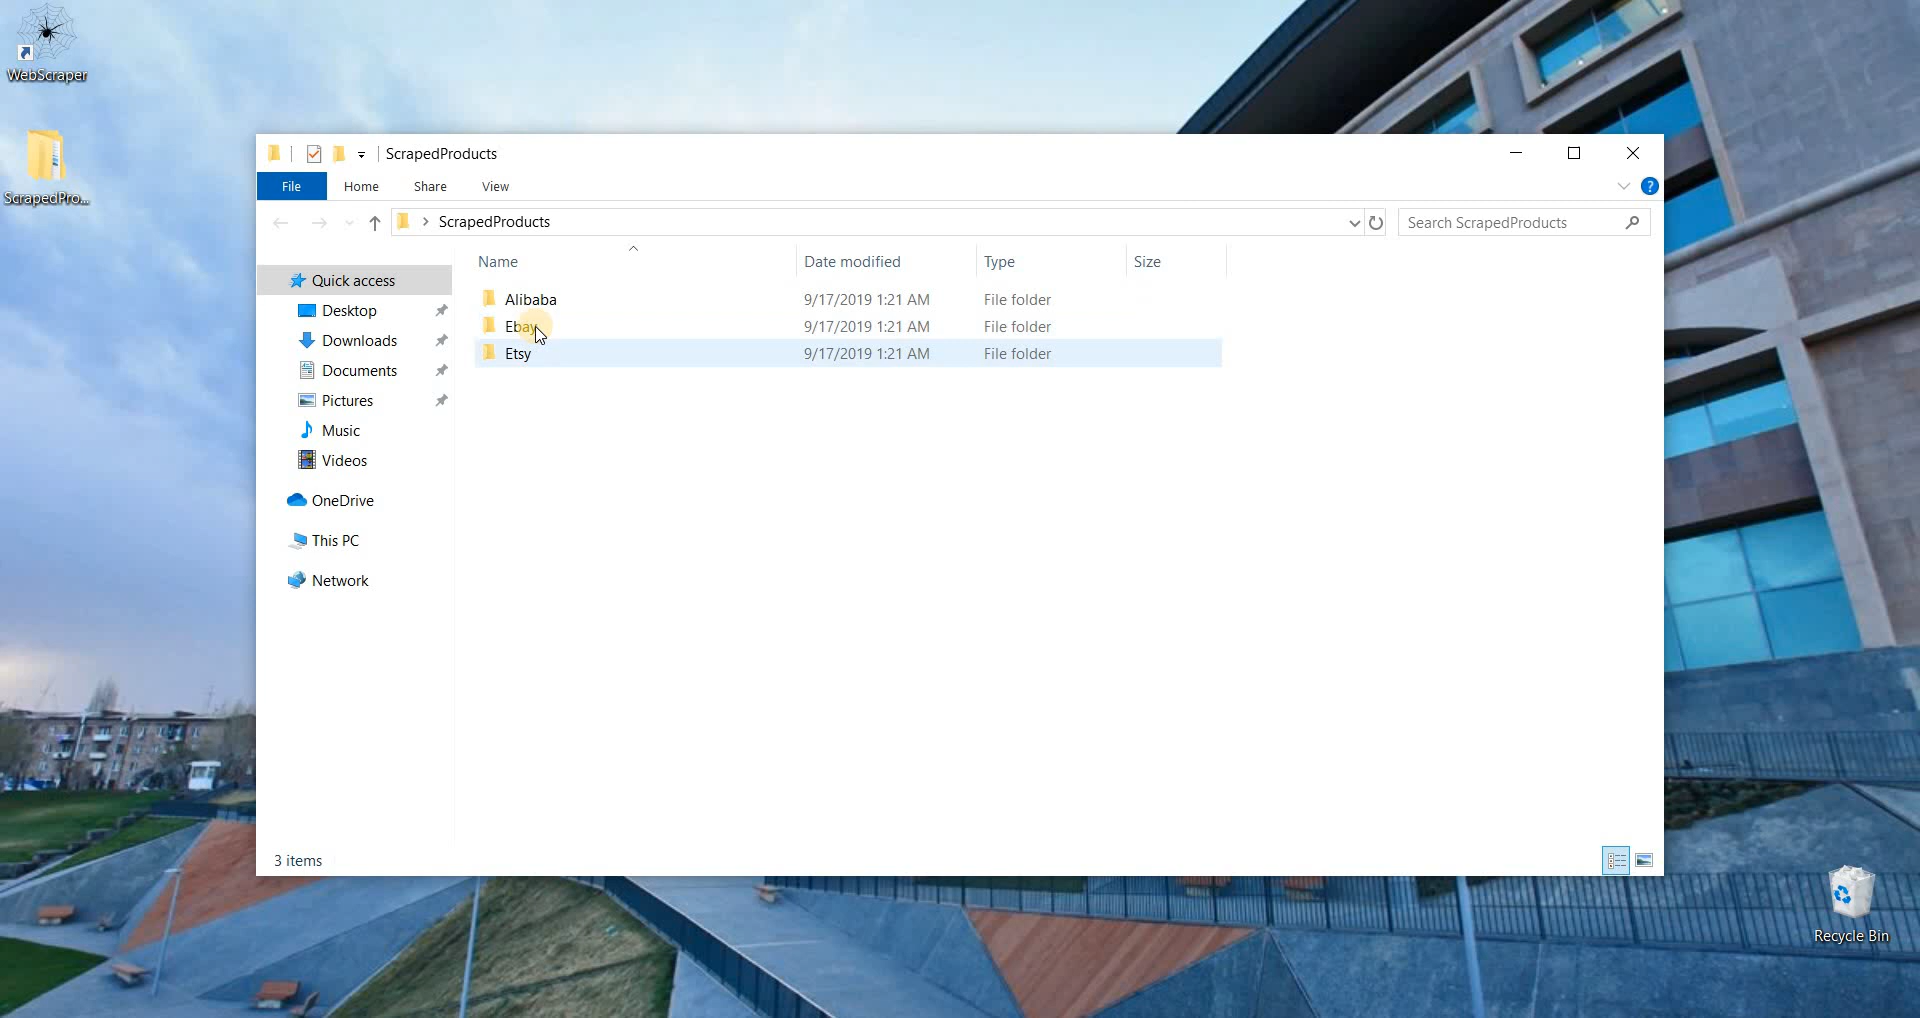 WebScraper
ScrapedPro...
ScrapedProducts
File Home Share View
ScrapedProducts
Search ScrapedProducts
Name Date modified Type Size
Quick access
Desktop
Downloads
Documents
Pictures
Music
Videos
OneDrive
This PC
Network
Alibaba 9/17/2019 1:21 AM File folder
Ebay 9/17/2019 1:21 AM File folder
Etsy 9/17/2019 1:21 AM File folder
3 items
Recycle Bin